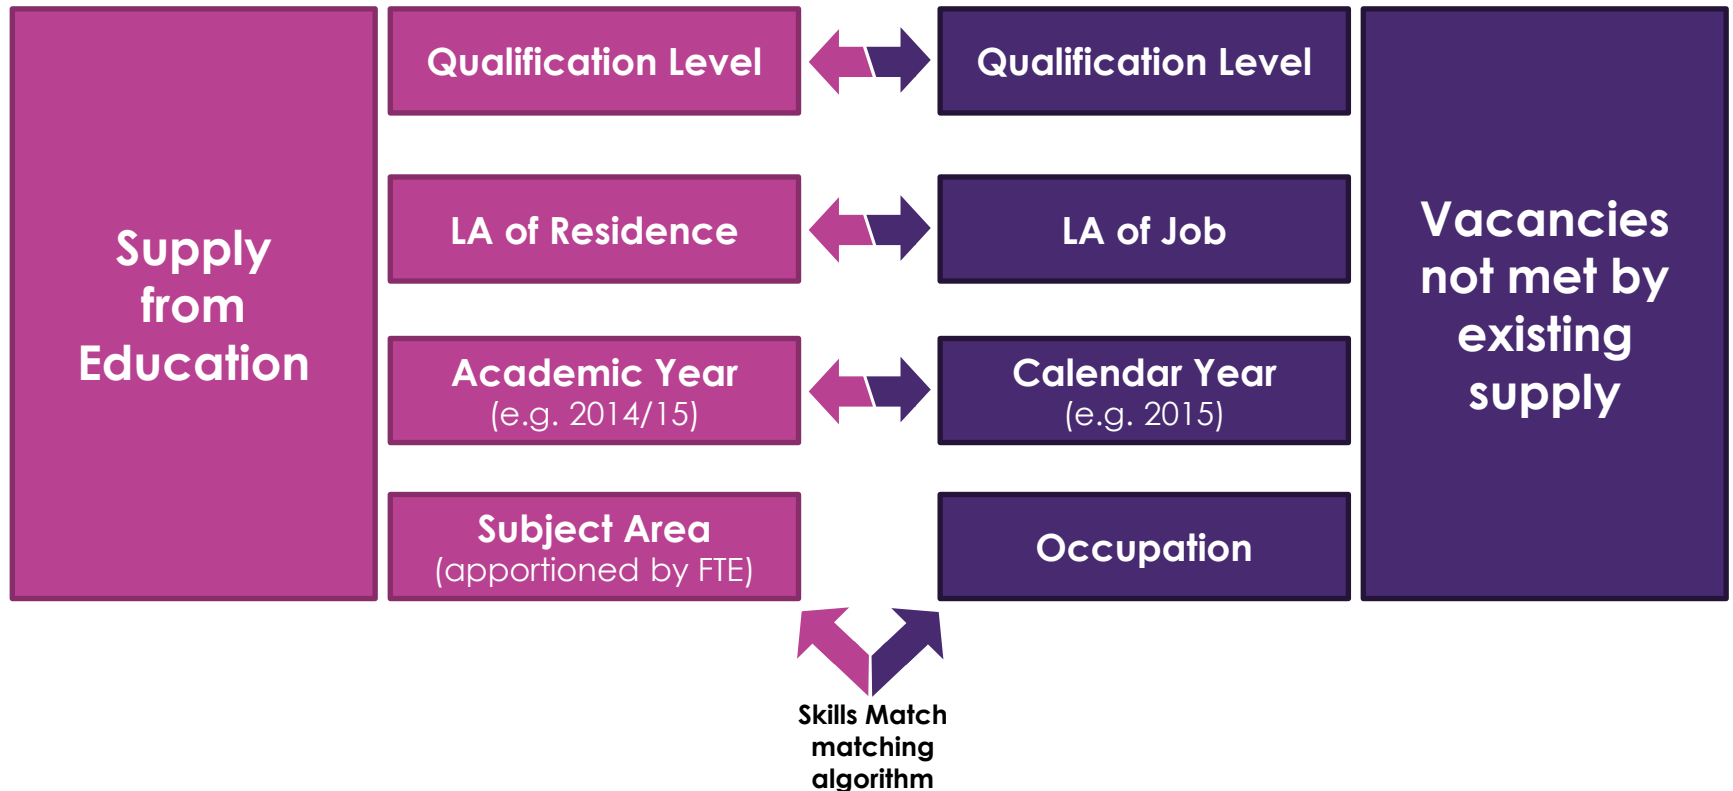 Supply
from
Education
Qualification Level
Qualification Level
LA of Residence
LA of Job
Academic Year
(e.g. 2014/15)
Calendar Year
(e.g. 2015)
Subject Area
(apportioned by FTE)
Occupation
Vacancies
not met by
existing
supply
Skills Match
matching
algorithm